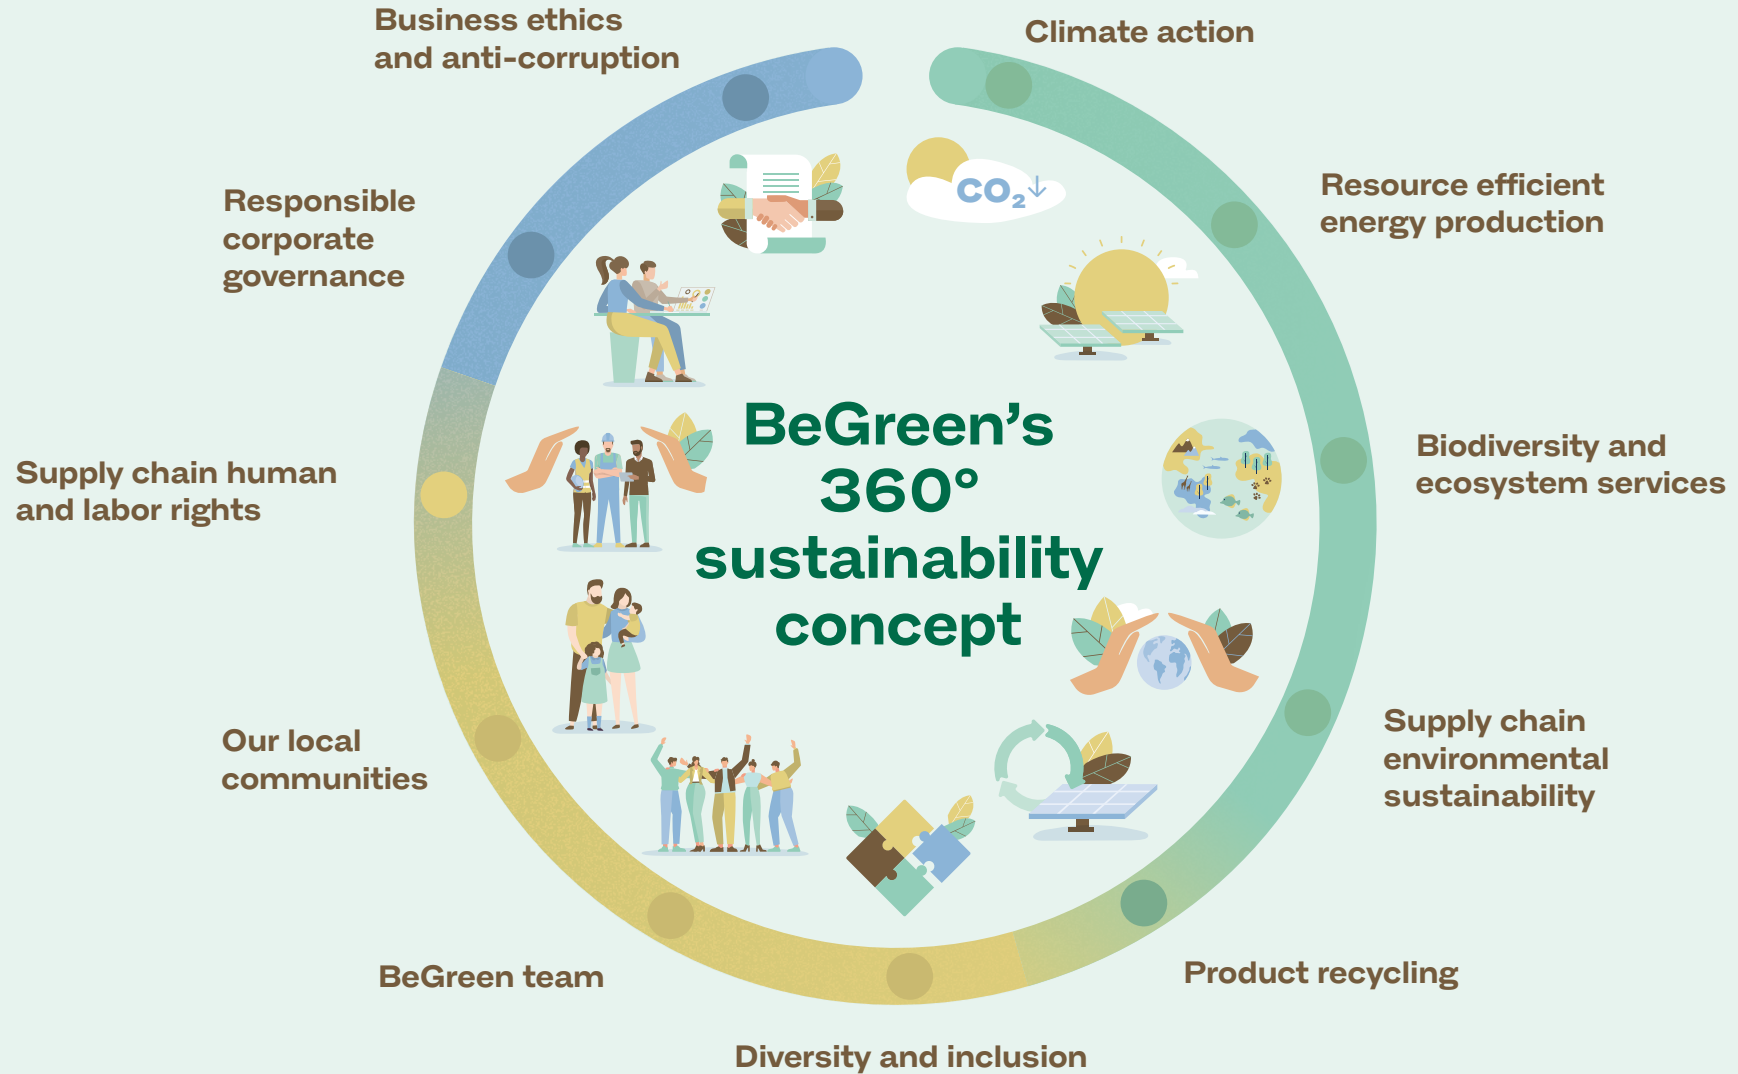 Business ethics
and anti-corruption
Climate action
Responsible
corporate
governance
CO₂↓
Resource efficient
energy production
BeGreen’s
360°
sustainability
concept
Supply chain human
and labor rights
Biodiversity and
ecosystem services
Our local
communities
Supply chain
environmental
sustainability
BeGreen team
Product recycling
Diversity and inclusion